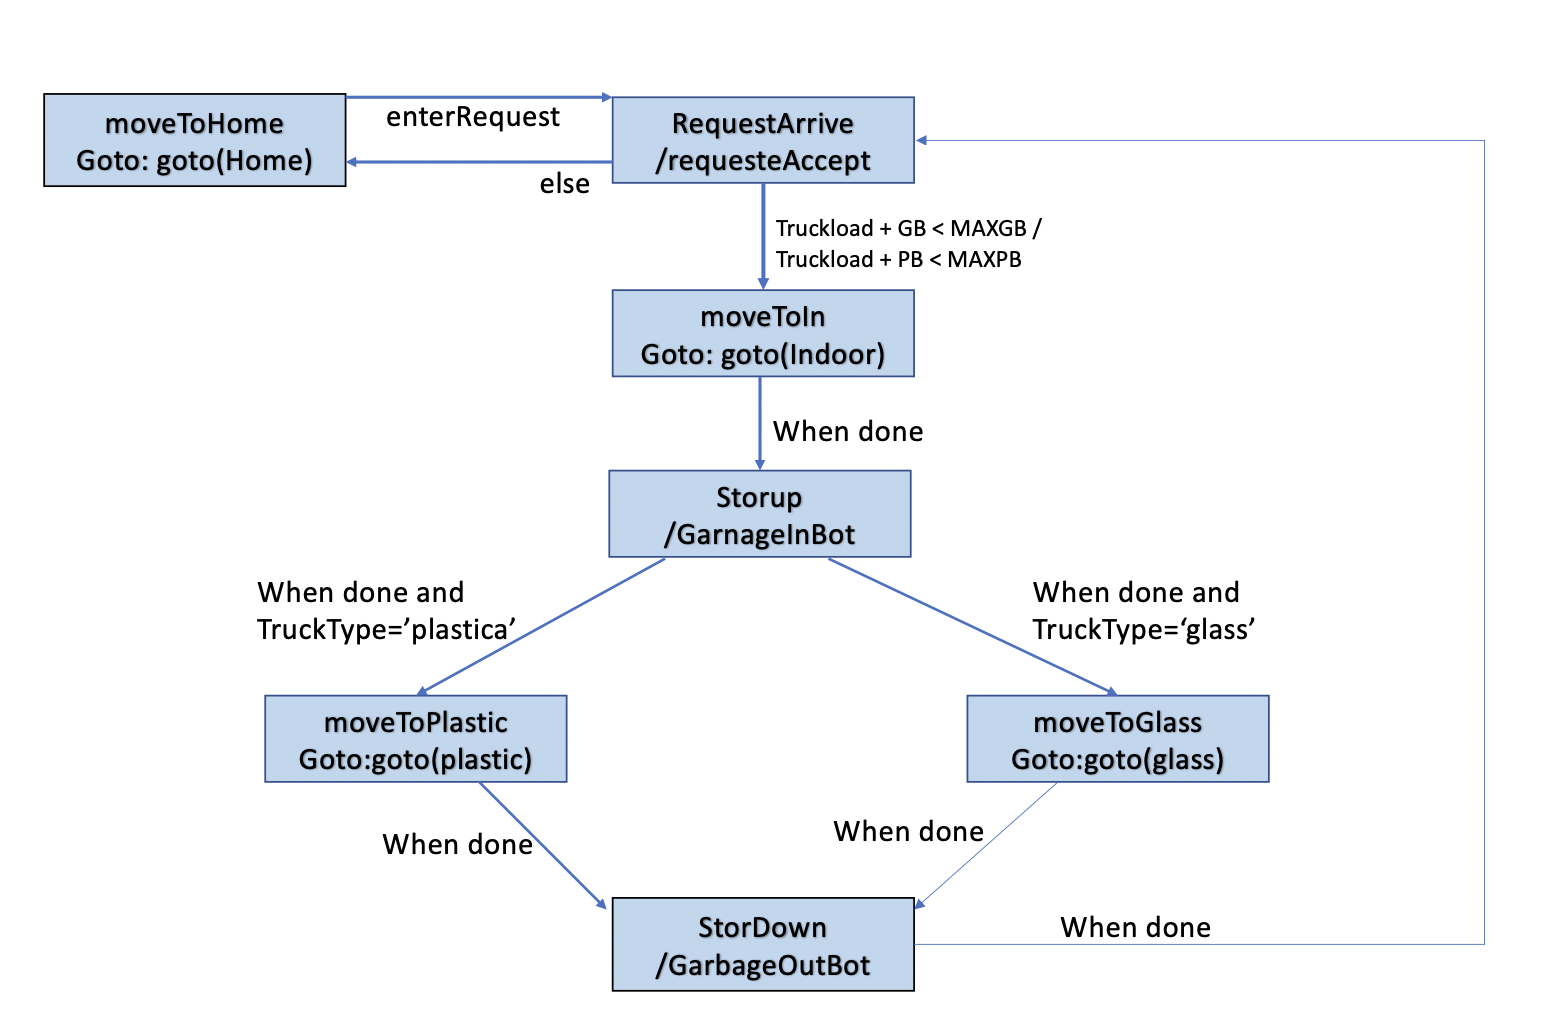 moveToHome
Goto: goto(Home)
enterRequest
else
RequestArrive
/requesteAccept
Truckload + GB < MAXGB /
Truckload + PB < MAXPB
moveToIn
Goto: goto(Indoor)
When done
Storup
/GarnageInBot
When done and
TruckType=’plastica’
When done and
TruckType=‘glass’
moveToPlastic
Goto:goto(plastic)
moveToGlass
Goto:goto(glass)
When done
When done
StorDown
/GarbageOutBot
When done